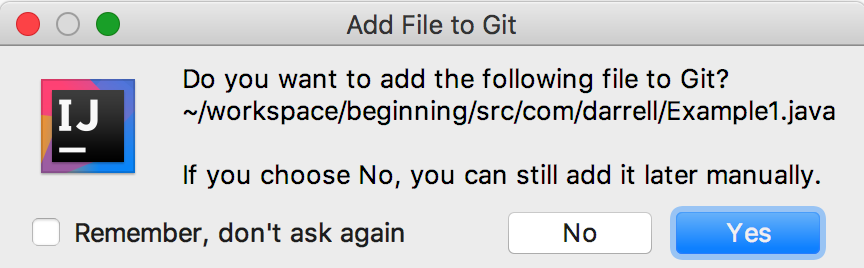 Add File to Git
IJ
Do you want to add the following file to Git?
~/workspace/beginning/src/com/darrell/Example1.java
If you choose No, you can still add it later manually.
Remember, don't ask again
No
Yes